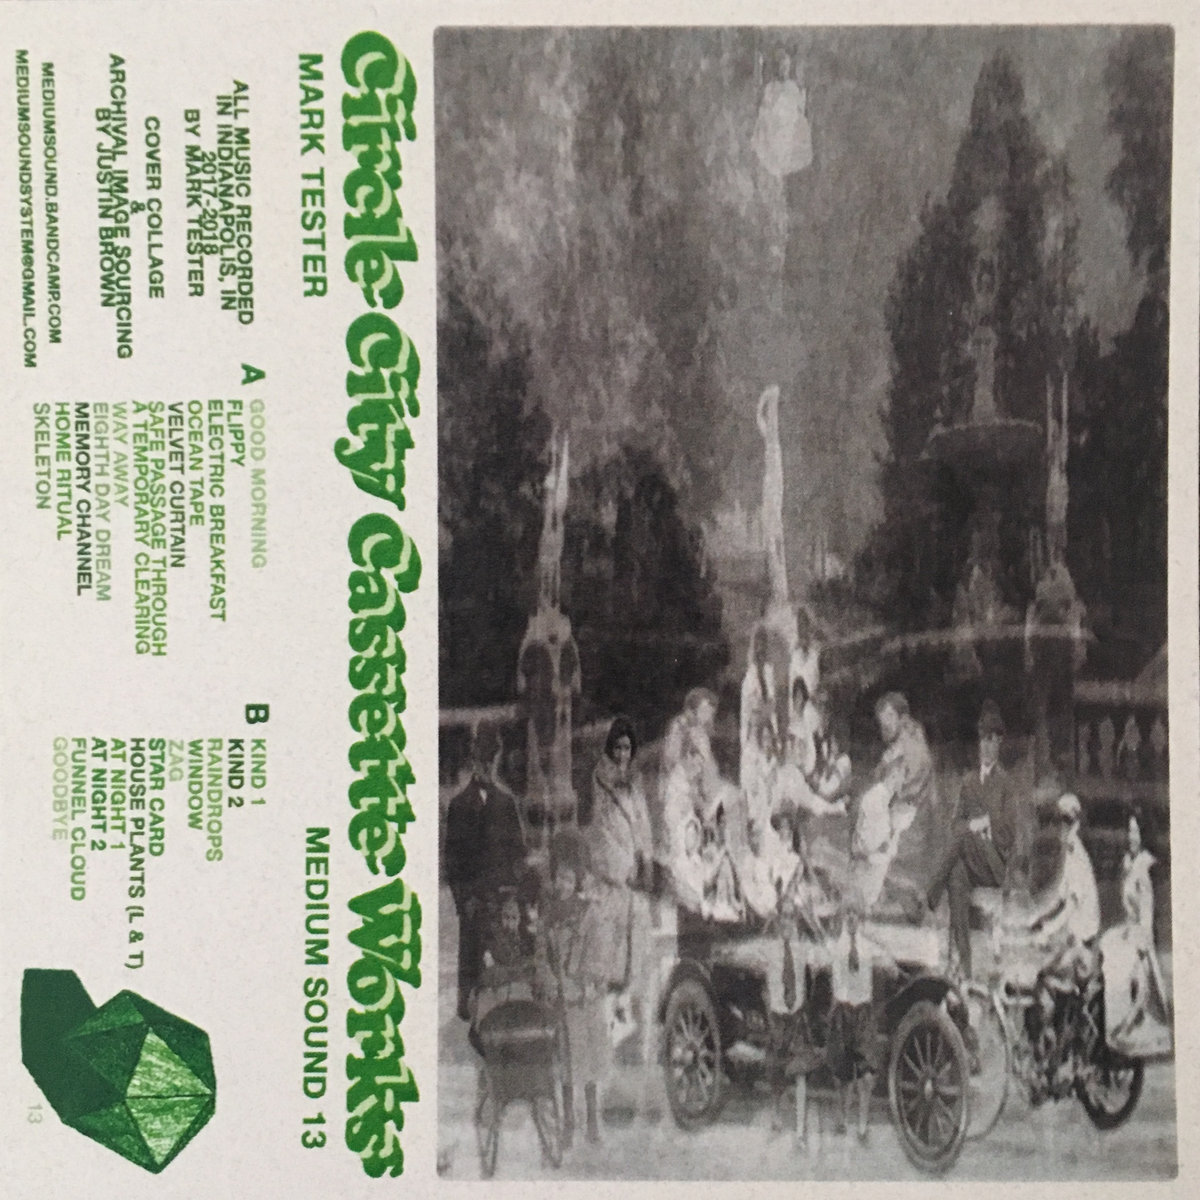 Circle City Cassette Works
MARK TESTER
MEDIUM SOUND 13
ALL MUSIC RECORDED
IN INDIANAPOLIS, IN
2017-2018
BY MARK TESTER
COVER COLLAGE
&
ARCHIVAL IMAGE SOURCING
BY JUSTIN BROWN
MEDIUMSOUND.BANDCAMP.COM
MEDIUMSOUNDSYSTEM@GMAIL.COM
A
GOOD MORNING
FLIPPY
ELECTRIC BREAKFAST
OCEAN TAPE
VELVET CURTAIN
SAFE PASSAGE THROUGH
A TEMPORARY CLEARING
WAY AWAY
EIGHTH DAY DREAM
MEMORY CHANNEL
HOME RITUAL
SKELETON
B
KIND 1
KIND 2
RAINDROPS
WINDOW
ZAG
STAR CARD
HOUSE PLANTS (L & T)
AT NIGHT 1
AT NIGHT 2
FUNNEL CLOUD
GOODBYE
13